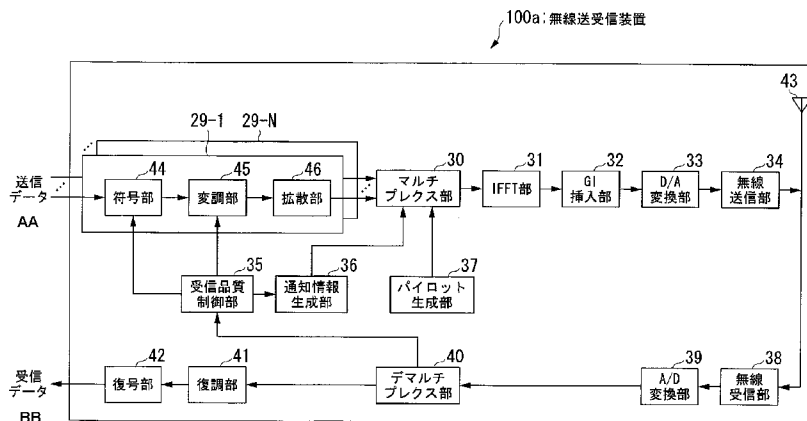 100a;無線送受信装置
43
29-1
29-N
44
45
46
30
31
32
33
34
送信
データ
AA
符号部
変調部
拡散部
マルチ
プレクス部
IFFT部
GI
挿入部
D/A
変換部
無線
送信部
35
36
37
受信品質
制御部
通知情報
生成部
パイロット
生成部
42
41
40
39
38
受信
データ
BB
復号部
復調部
デマルチ
プレクス部
A/D
変換部
無線
受信部